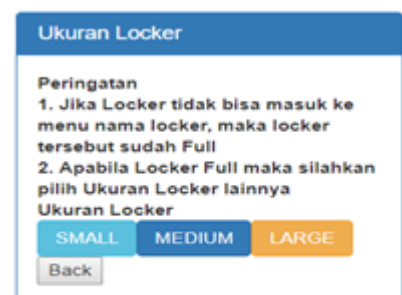 Ukuran Locker
Peringatan
1. Jika Locker tidak bisa masuk ke
menu nama locker, maka locker
tersebut sudah Full
2. Apabila Locker Full maka silahkan
pilih Ukuran Locker lainnya
Ukuran Locker
SMALL MEDIUM LARGE
Back